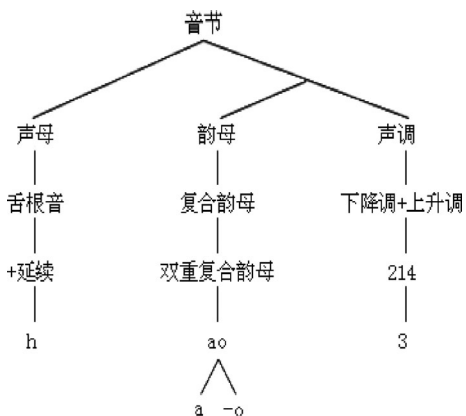 音节
声母 韵母 声调
舌根音 复合韵母 下降调+上升调
+延续 双重复合韵母 214
h ao 3
a -o